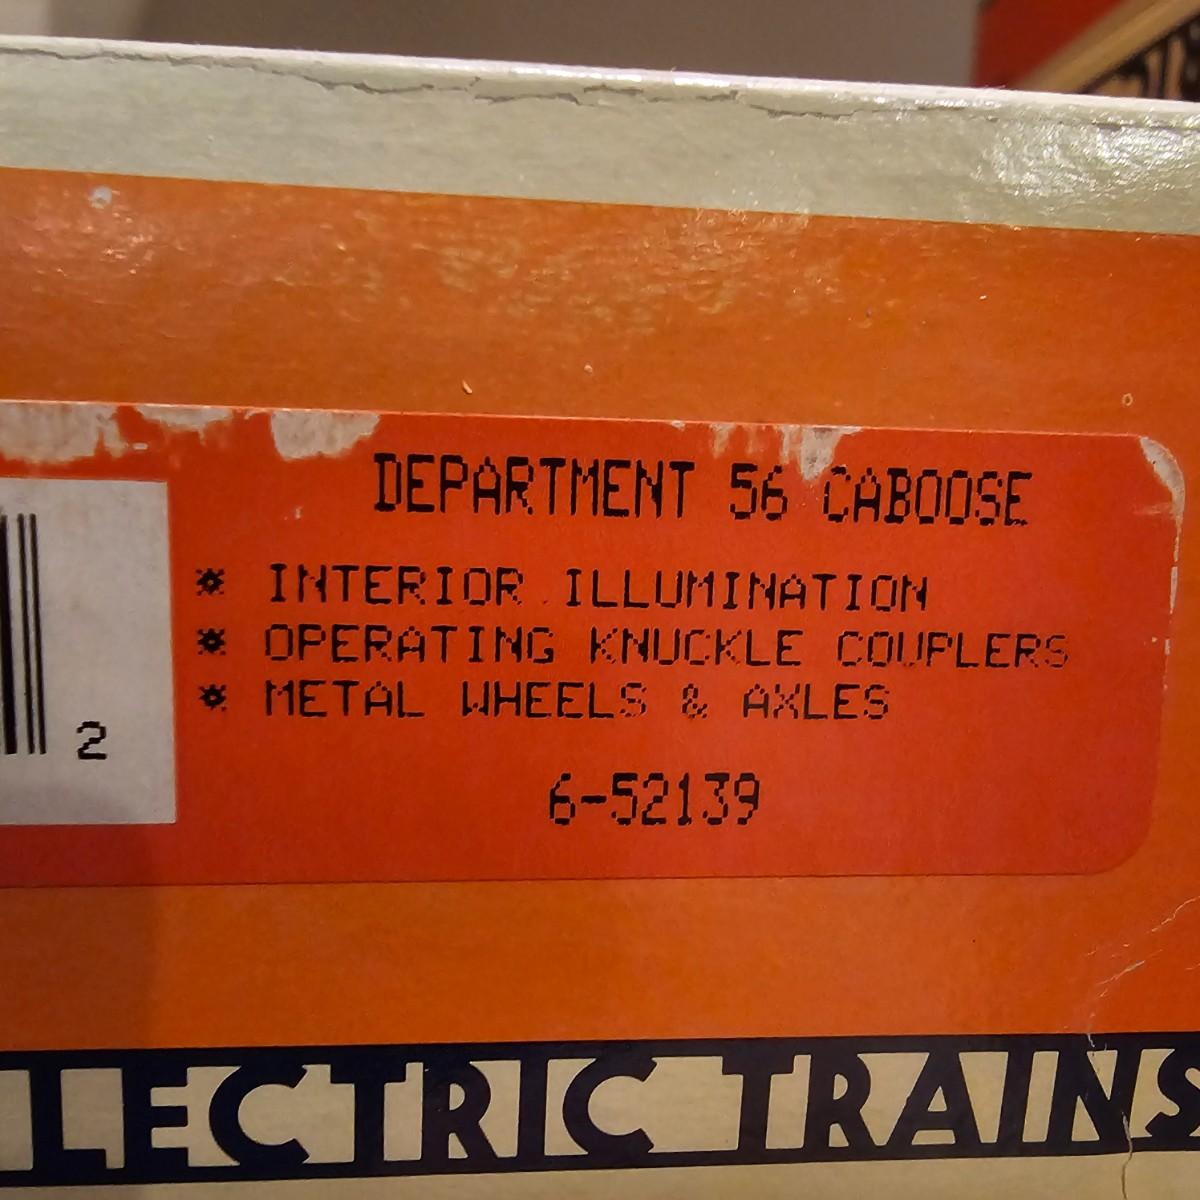 DEPARTMENT 56 CABOOSE
* INTERIOR ILLUMINATION
* OPERATING KNUCKLE COUPLERS
* METAL WHEELS & AXLES
2
6-52139
LECTRIC TRAINS